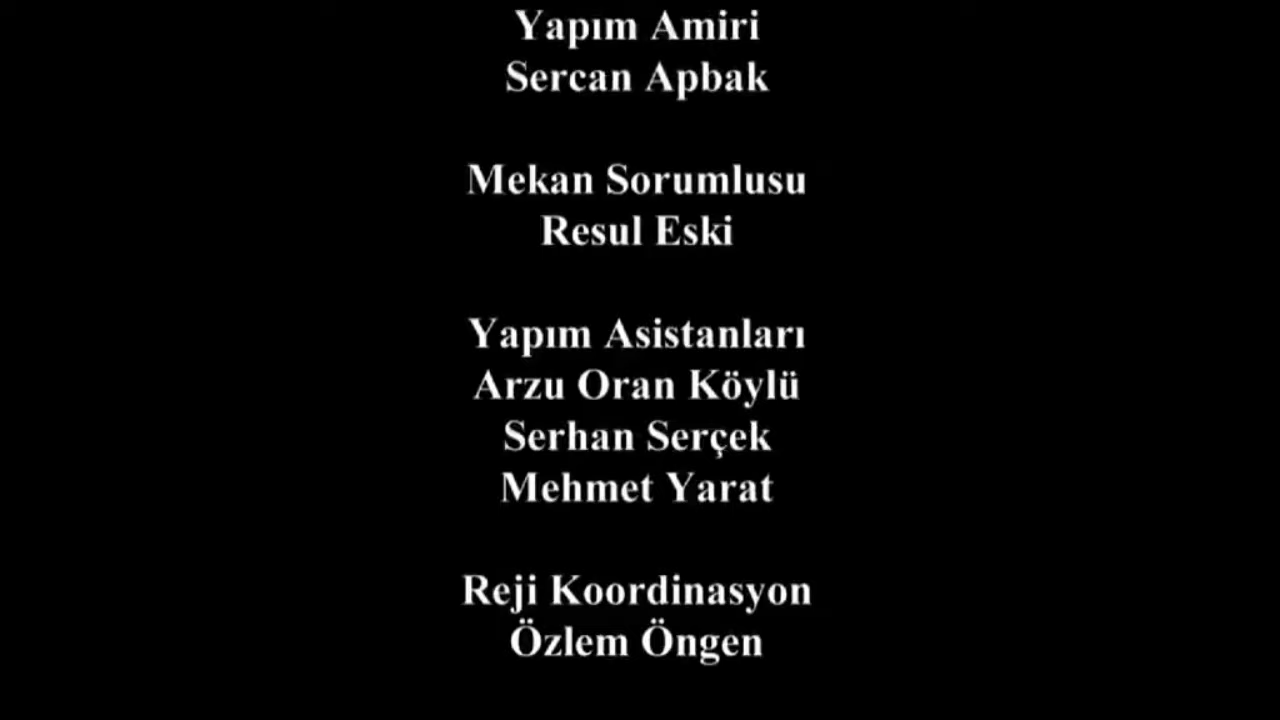 Yapım Amiri
Sercan Apbak
Mekan Sorumlusu
Resul Eski
Yapım Asistanları
Arzu Oran Köylü
Serhan Serçek
Mehmet Yarat
Reji Koordinasyon
Özlem Öngen